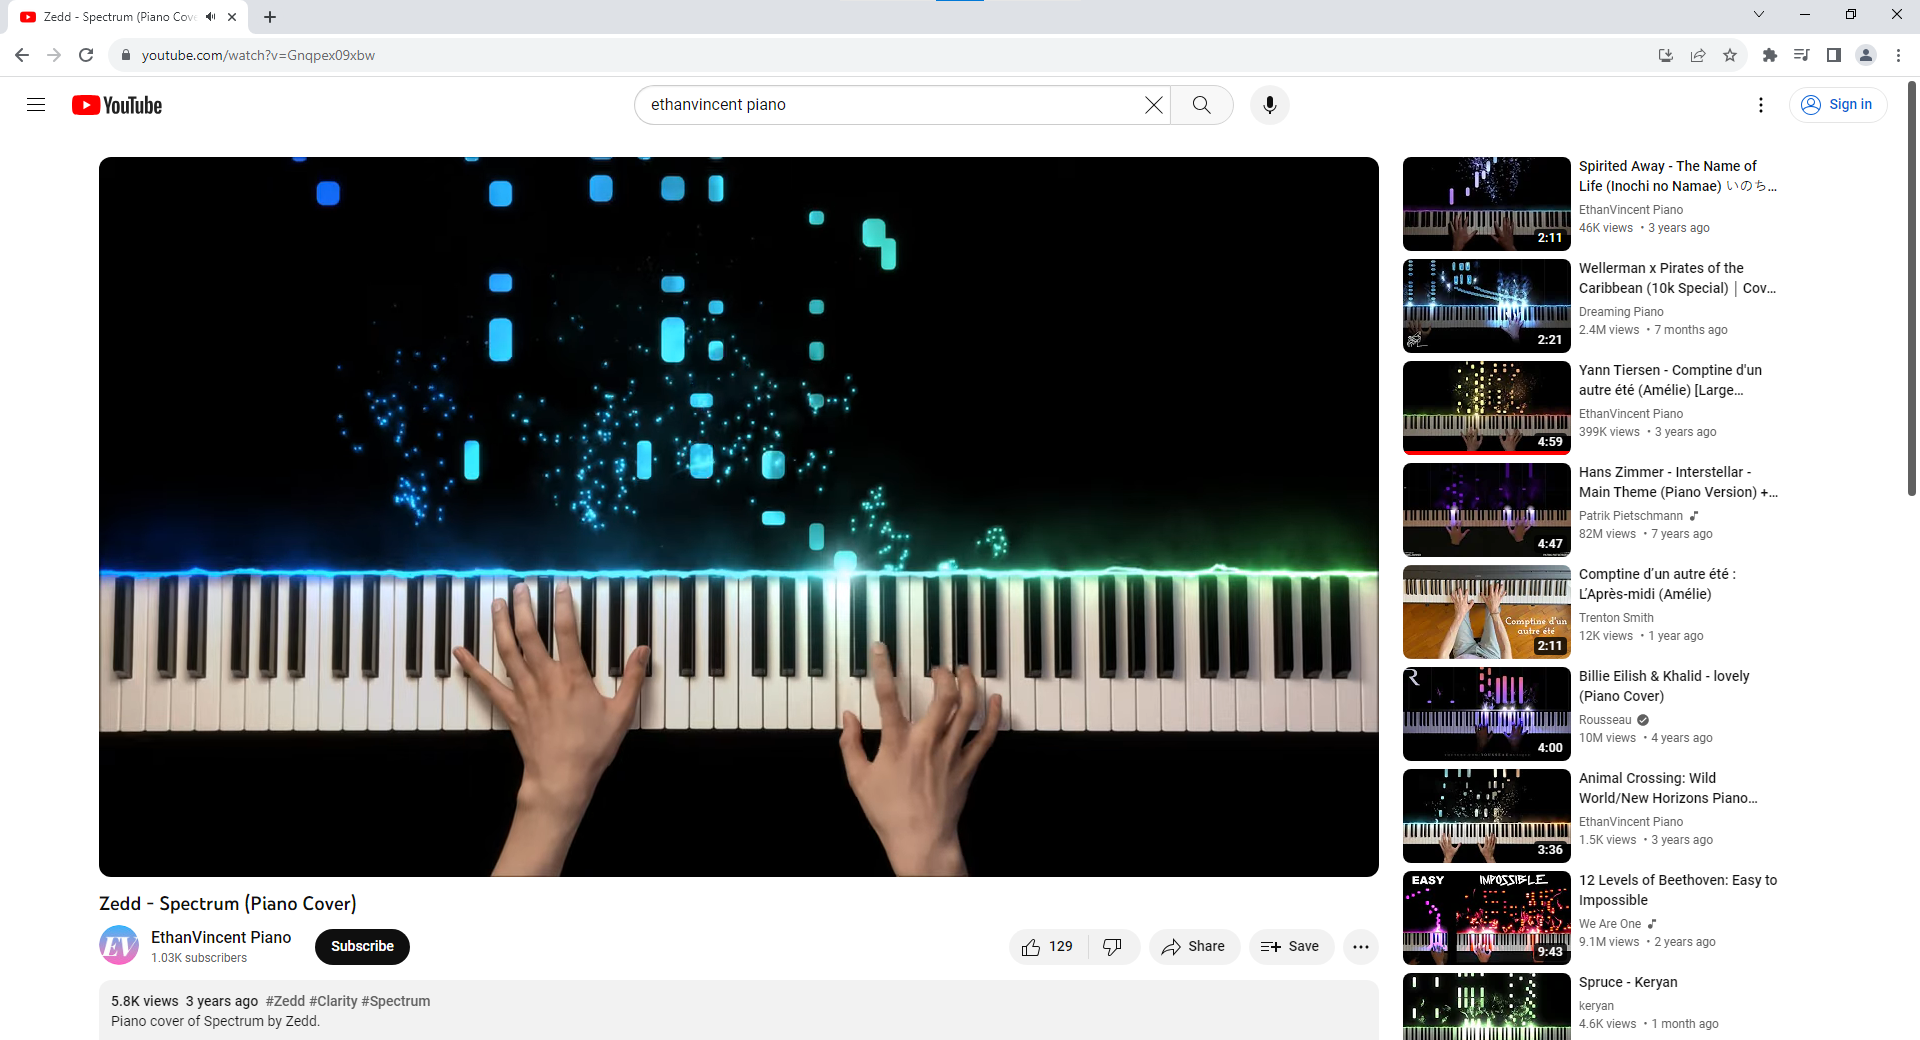 Zedd - Spectrum (Piano Cove
youtube.com/watch?v=Gnqpex09xbw
YouTube
ethanvincent piano
Sign in
Zedd - Spectrum (Piano Cover)
EV
EthanVincent Piano
1.03K subscribers
Subscribe
129
Share
Save
5.8K views 3 years ago #Zedd #Clarity #Spectrum
Piano cover of Spectrum by Zedd.
2:11
Spirited Away - The Name of
Life (Inochi no Namae) いのち...
EthanVincent Piano
46K views • 3 years ago
2:21
Wellerman x Pirates of the
Caribbean (10k Special) | Cov...
Dreaming Piano
2.4M views • 7 months ago
4:59
Yann Tiersen - Comptine d'un
autre été (Amélie) [Large...
EthanVincent Piano
399K views • 3 years ago
4:47
Hans Zimmer - Interstellar -
Main Theme (Piano Version) +...
Patrik Pietschmann
82M views • 7 years ago
Comptine d'un
autre été
2:11
Comptine d’un autre été :
L’Après-midi (Amélie)
Trenton Smith
12K views • 1 year ago
R
4:00
Billie Eilish & Khalid - lovely
(Piano Cover)
Rousseau
10M views • 4 years ago
3:36
Animal Crossing: Wild
World/New Horizons Piano...
EthanVincent Piano
1.5K views • 3 years ago
EASY IMPOSSIBLE
9:43
12 Levels of Beethoven: Easy to
Impossible
We Are One
9.1M views • 2 years ago
Spruce - Keryan
keryan
4.6K views • 1 month ago